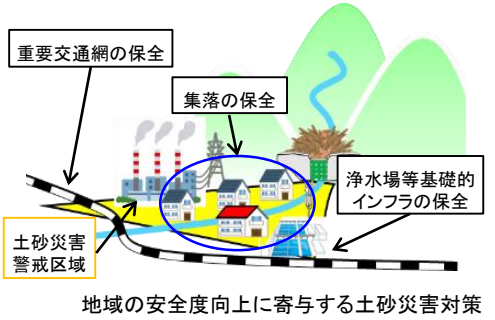 重要交通網の保全
集落の保全
浄水場等基礎的
インフラの保全
土砂災害
警戒区域
地域の安全度向上に寄与する土砂災害対策